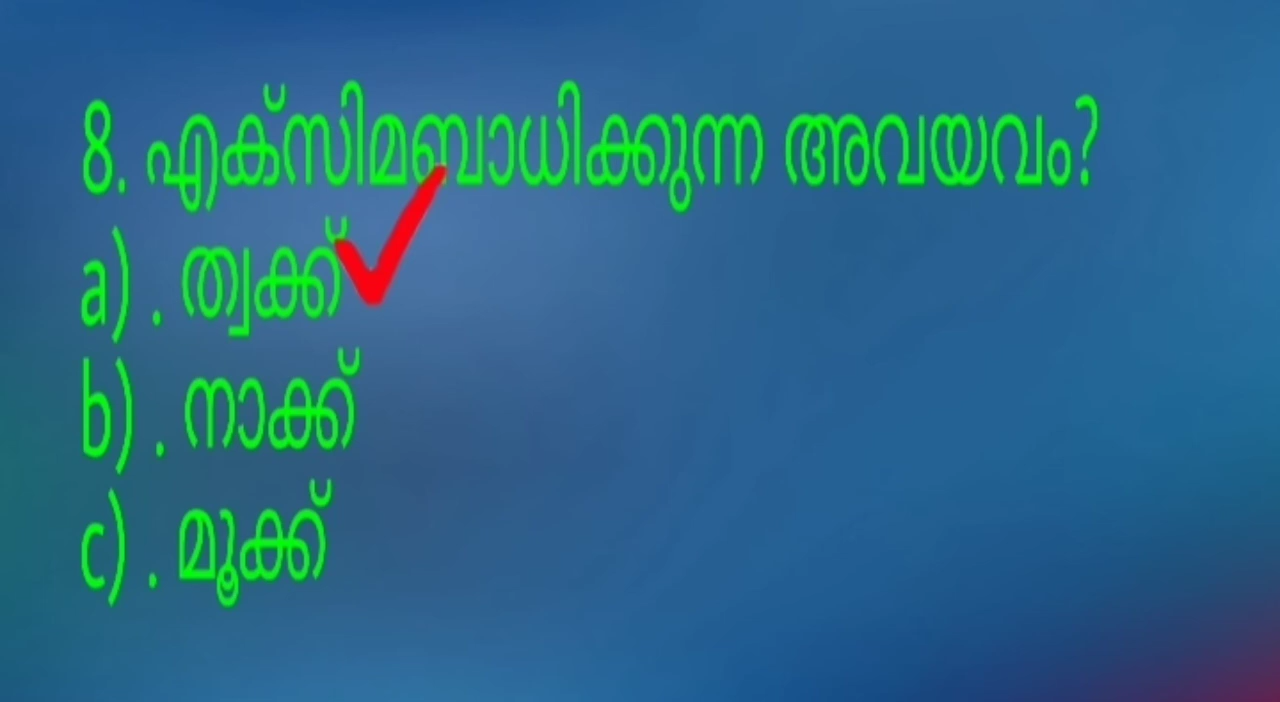 8. എക്സിമബാധിക്കുന്ന അവയവം?
a) . ത്വക്ക്
b) . നാക്ക്
c) . മൂക്ക്